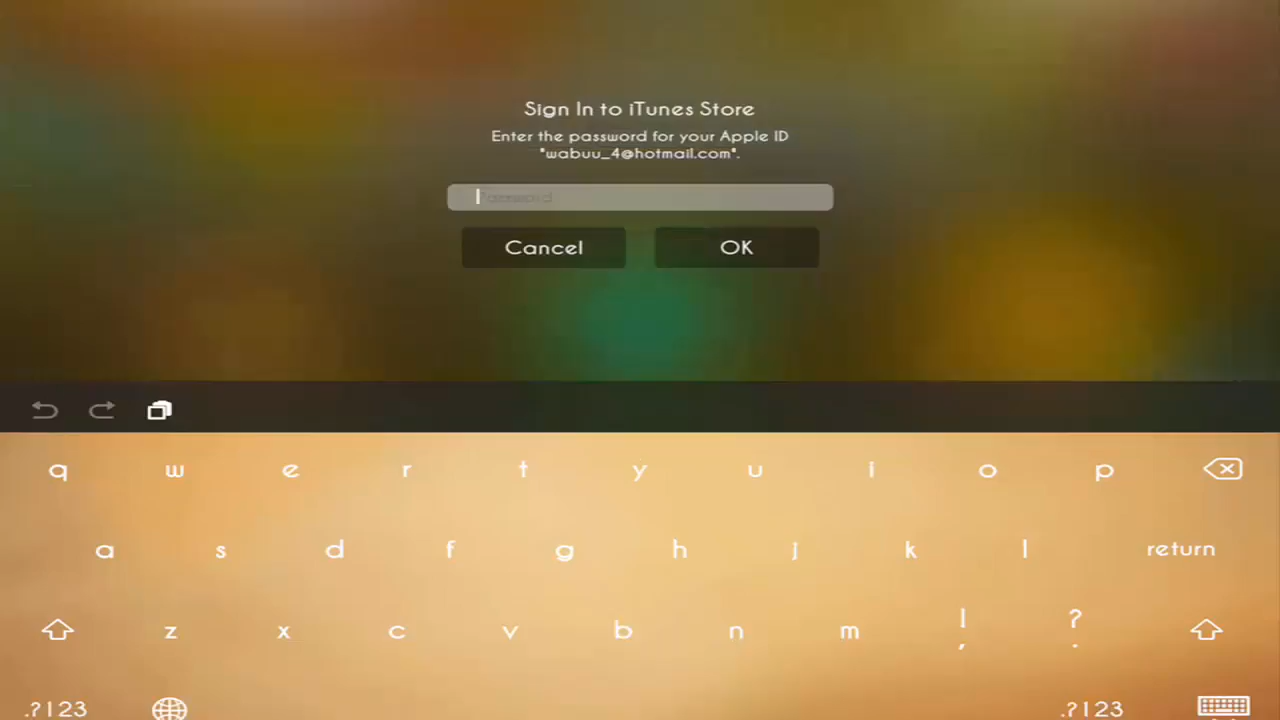 Sign In to iTunes Store
Enter the password for your Apple ID
"wabuu_4@hotmail.com".
Password
Cancel OK
q w e r t y u i o p
a s d f g h j k l return
z x c v b n m ! , ? .
.?123 .?123